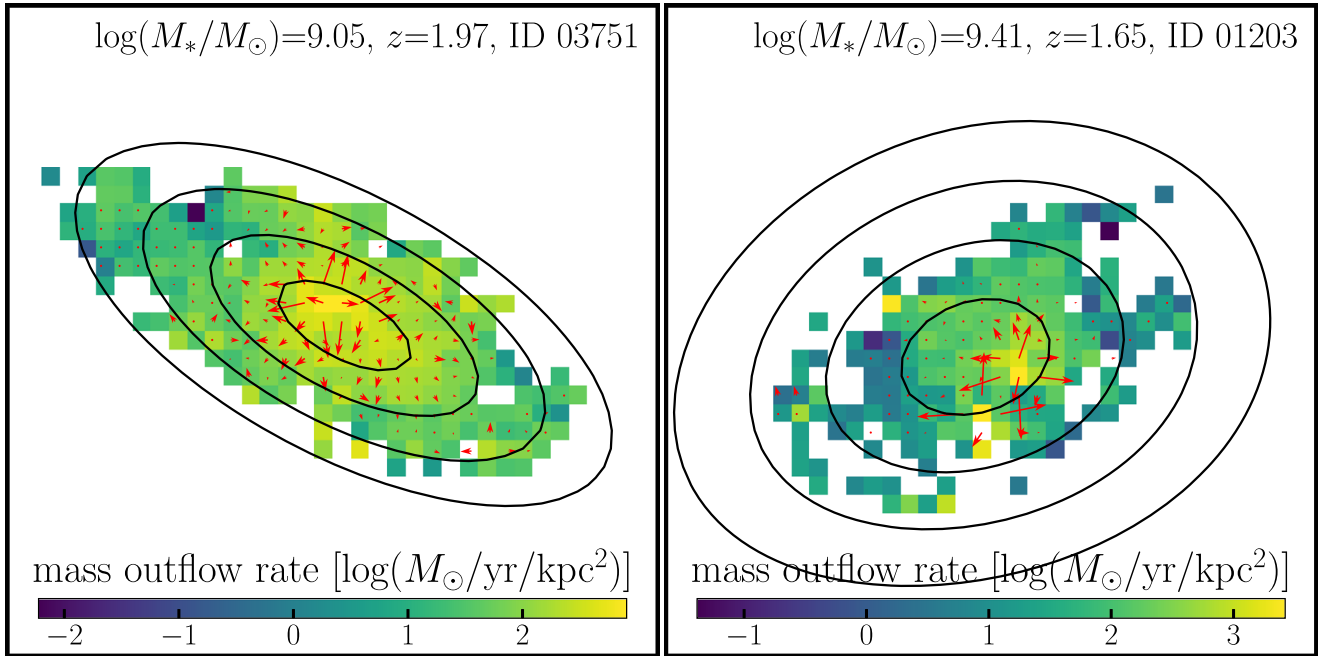 log(M*/M⊙)=9.05, z=1.97, ID 03751
mass outflow rate [log(M⊙/yr/kpc²)]
−2 −1 0 1 2
log(M*/M⊙)=9.41, z=1.65, ID 01203
mass outflow rate [log(M⊙/yr/kpc²)]
−1 0 1 2 3